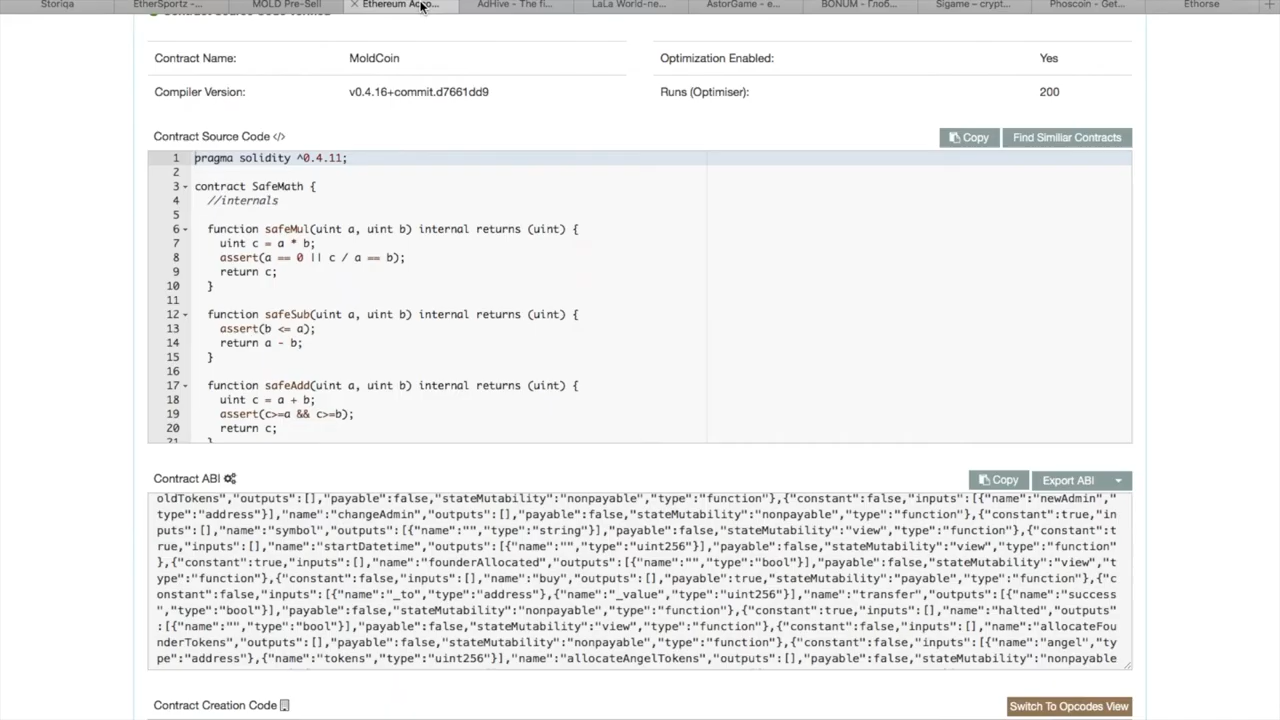 Storiqa
EtherSportz -...
MOLD Pre-Sell
Ethereum Acco...
AdHive - The fi...
LaLa World-ne...
AstorGame - e...
BONUM - Глоб...
Sigame – crypt...
Phoscoin - Get...
Ethorse
Contract Name:
MoldCoin
Optimization Enabled:
Yes
Compiler Version:
v0.4.16+commit.d7661dd9
Runs (Optimiser):
200
Contract Source Code </>
Copy
Find Similiar Contracts
1 pragma solidity ^0.4.11;
2
3 contract SafeMath {
4 //internals
5
6 function safeMul(uint a, uint b) internal returns (uint) {
7 uint c = a * b;
8 assert(a == 0 || c / a == b);
9 return c;
10 }
11
12 function safeSub(uint a, uint b) internal returns (uint) {
13 assert(b <= a);
14 return a - b;
15 }
16
17 function safeAdd(uint a, uint b) internal returns (uint) {
18 uint c = a + b;
19 assert(c>=a && c>=b);
20 return c;
21 }
Contract ABI
Copy
Export ABI
oldTokens","outputs":[],"payable":false,"stateMutability":"nonpayable","type":"function"},{"constant":false,"inputs":[{"name":"newAdmin","
type":"address"}],"name":"changeAdmin","outputs":[],"payable":false,"stateMutability":"nonpayable","type":"function"},{"constant":true,"in
puts":[],"name":"symbol","outputs":[{"name":"","type":"string"}],"payable":false,"stateMutability":"view","type":"function"},{"constant":t
rue,"inputs":[],"name":"startDatetime","outputs":[{"name":"","type":"uint256"}],"payable":false,"stateMutability":"view","type":"function"
},{"constant":true,"inputs":[],"name":"founderAllocated","outputs":[{"name":"","type":"bool"}],"payable":false,"stateMutability":"view","t
ype":"function"},{"constant":false,"inputs":[],"name":"buy","outputs":[],"payable":true,"stateMutability":"payable","type":"function"},{"c
onstant":false,"inputs":[{"name":"_to","type":"address"},{"name":"_value","type":"uint256"}],"name":"transfer","outputs":[{"name":"success
","type":"bool"}],"payable":false,"stateMutability":"nonpayable","type":"function"},{"constant":true,"inputs":[],"name":"halted","outputs"
:[{"name":"","type":"bool"}],"payable":false,"stateMutability":"view","type":"function"},{"constant":false,"inputs":[],"name":"allocateFou
nderTokens","outputs":[],"payable":false,"stateMutability":"nonpayable","type":"function"},{"constant":false,"inputs":[{"name":"angel","ty
pe":"address"},{"name":"tokens","type":"uint256"}],"name":"allocateAngelTokens","outputs":[],"payable":false,"stateMutability":"nonpayable
Contract Creation Code
Switch To Opcodes View